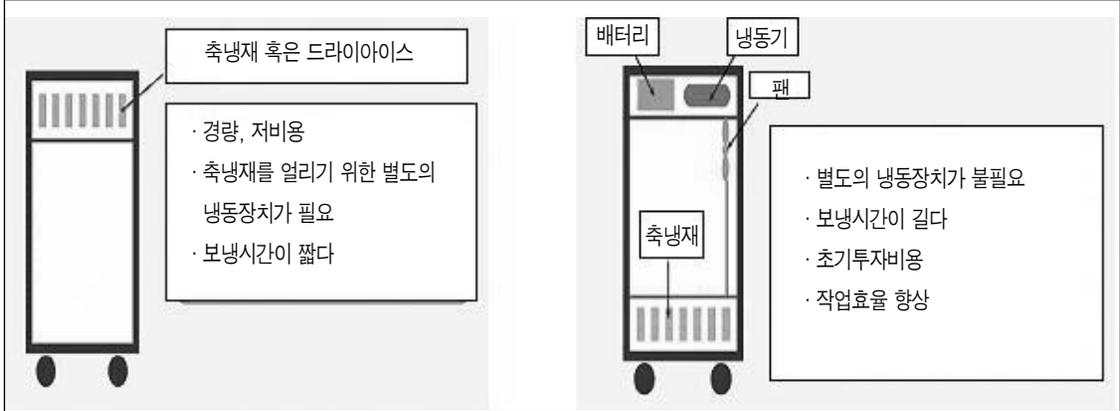 축냉재 혹은 드라이아이스
· 경량, 저비용
· 축냉재를 얼리기 위한 별도의
냉동장치가 필요
· 보냉시간이 짧다
배터리
냉동기
팬
축냉재
· 별도의 냉동장치가 불필요
· 보냉시간이 길다
· 초기투자비용
· 작업효율 향상